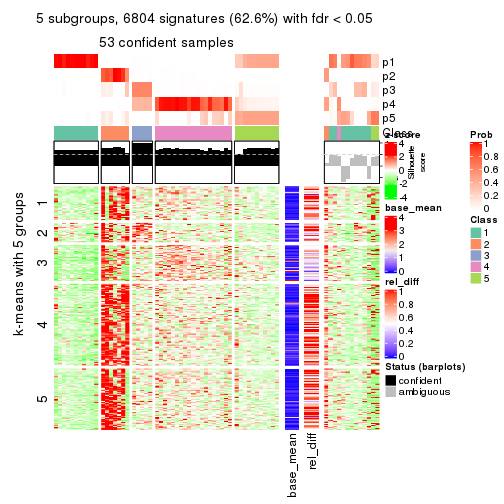 5 subgroups, 6804 signatures (62.6%) with fdr < 0.05
53 confident samples
p1
p2
p3
p4
p5
Class
Silhouette
score
1
2
3
4
5
k-means with 5 groups
base_mean
rel_diff
z-score
4
2
0
-2
-4
base_mean
4
3
2
1
0
rel_diff
1
0.8
0.6
0.4
0.2
0
Status (barplots)
confident
ambiguous
Prob
1
0.8
0.6
0.4
0.2
0
Class
1
2
3
4
5